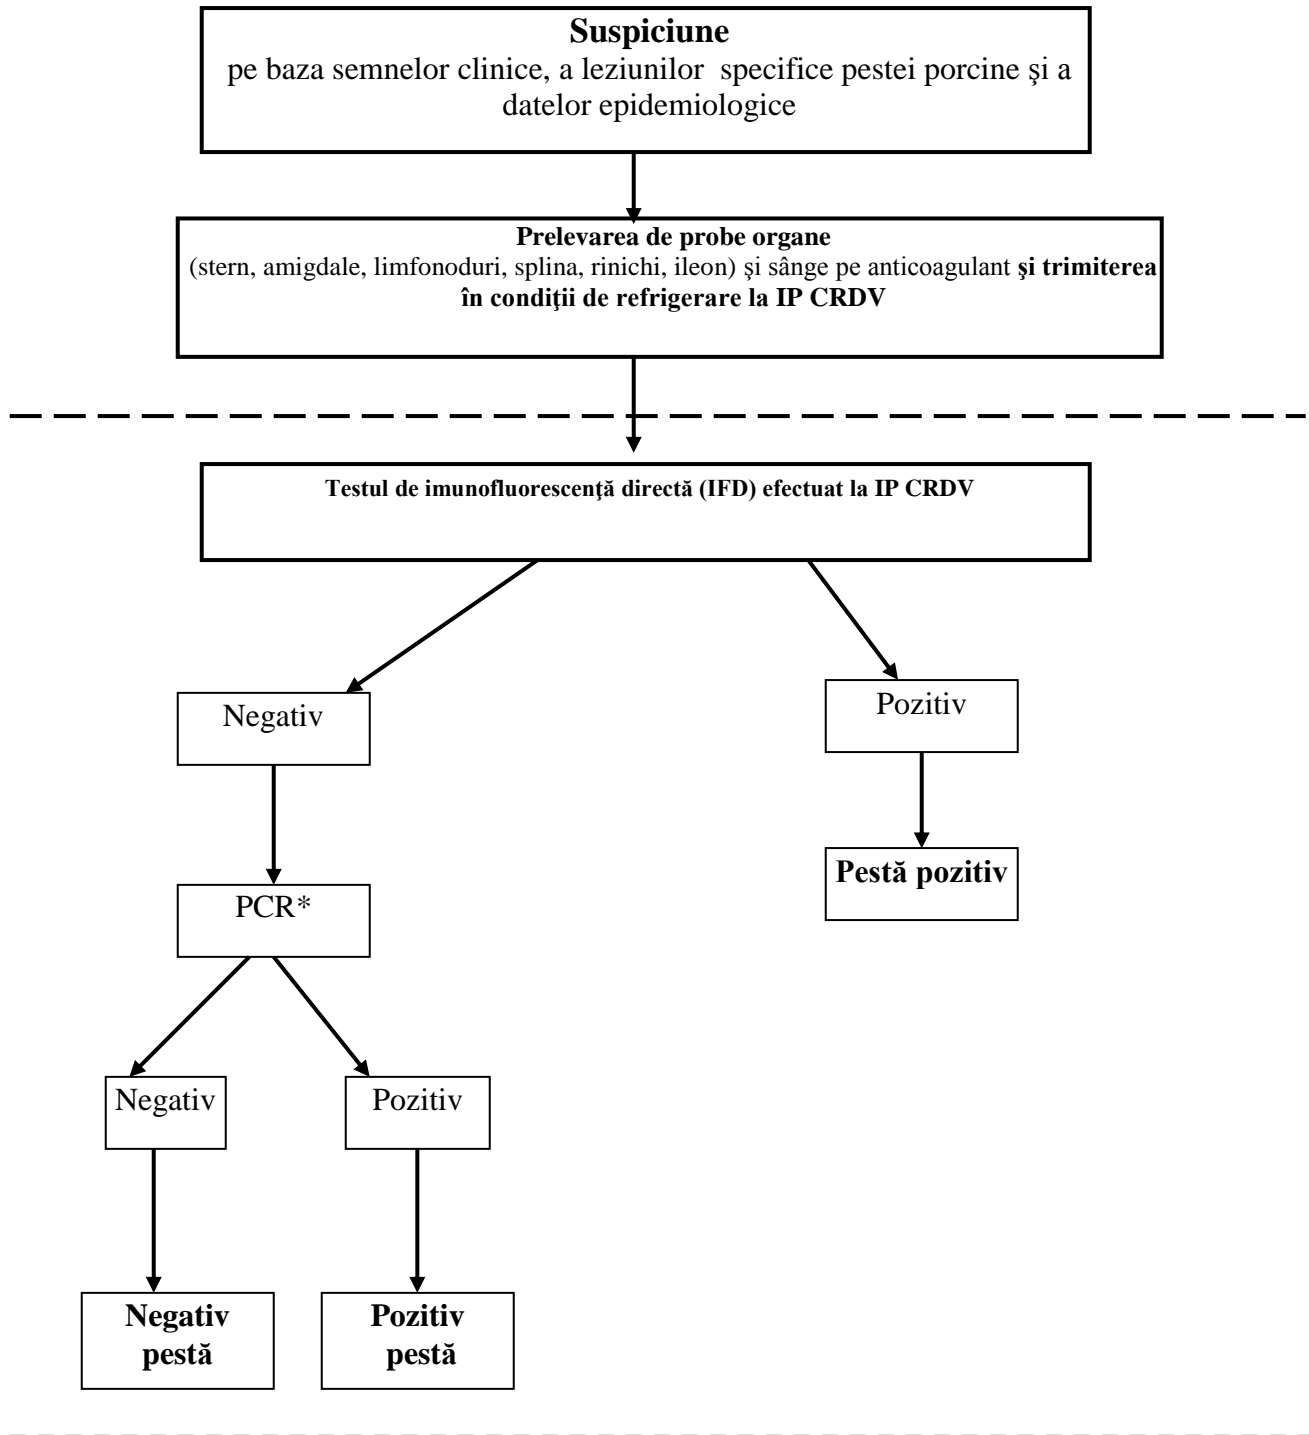 Suspiciune
pe baza semnelor clinice, a leziunilor specifice pestei porcine şi a
datelor epidemiologice
Prelevarea de probe organe
(stern, amigdale, limfonoduri, splina, rinichi, ileon) şi sânge pe anticoagulant şi trimiterea
în condiţii de refrigerare la IP CRDV
Testul de imunofluorescenţă directă (IFD) efectuat la IP CRDV
Negativ
Pozitiv
Pestă pozitiv
PCR*
Negativ
Pozitiv
Negativ
pestă
Pozitiv
pestă